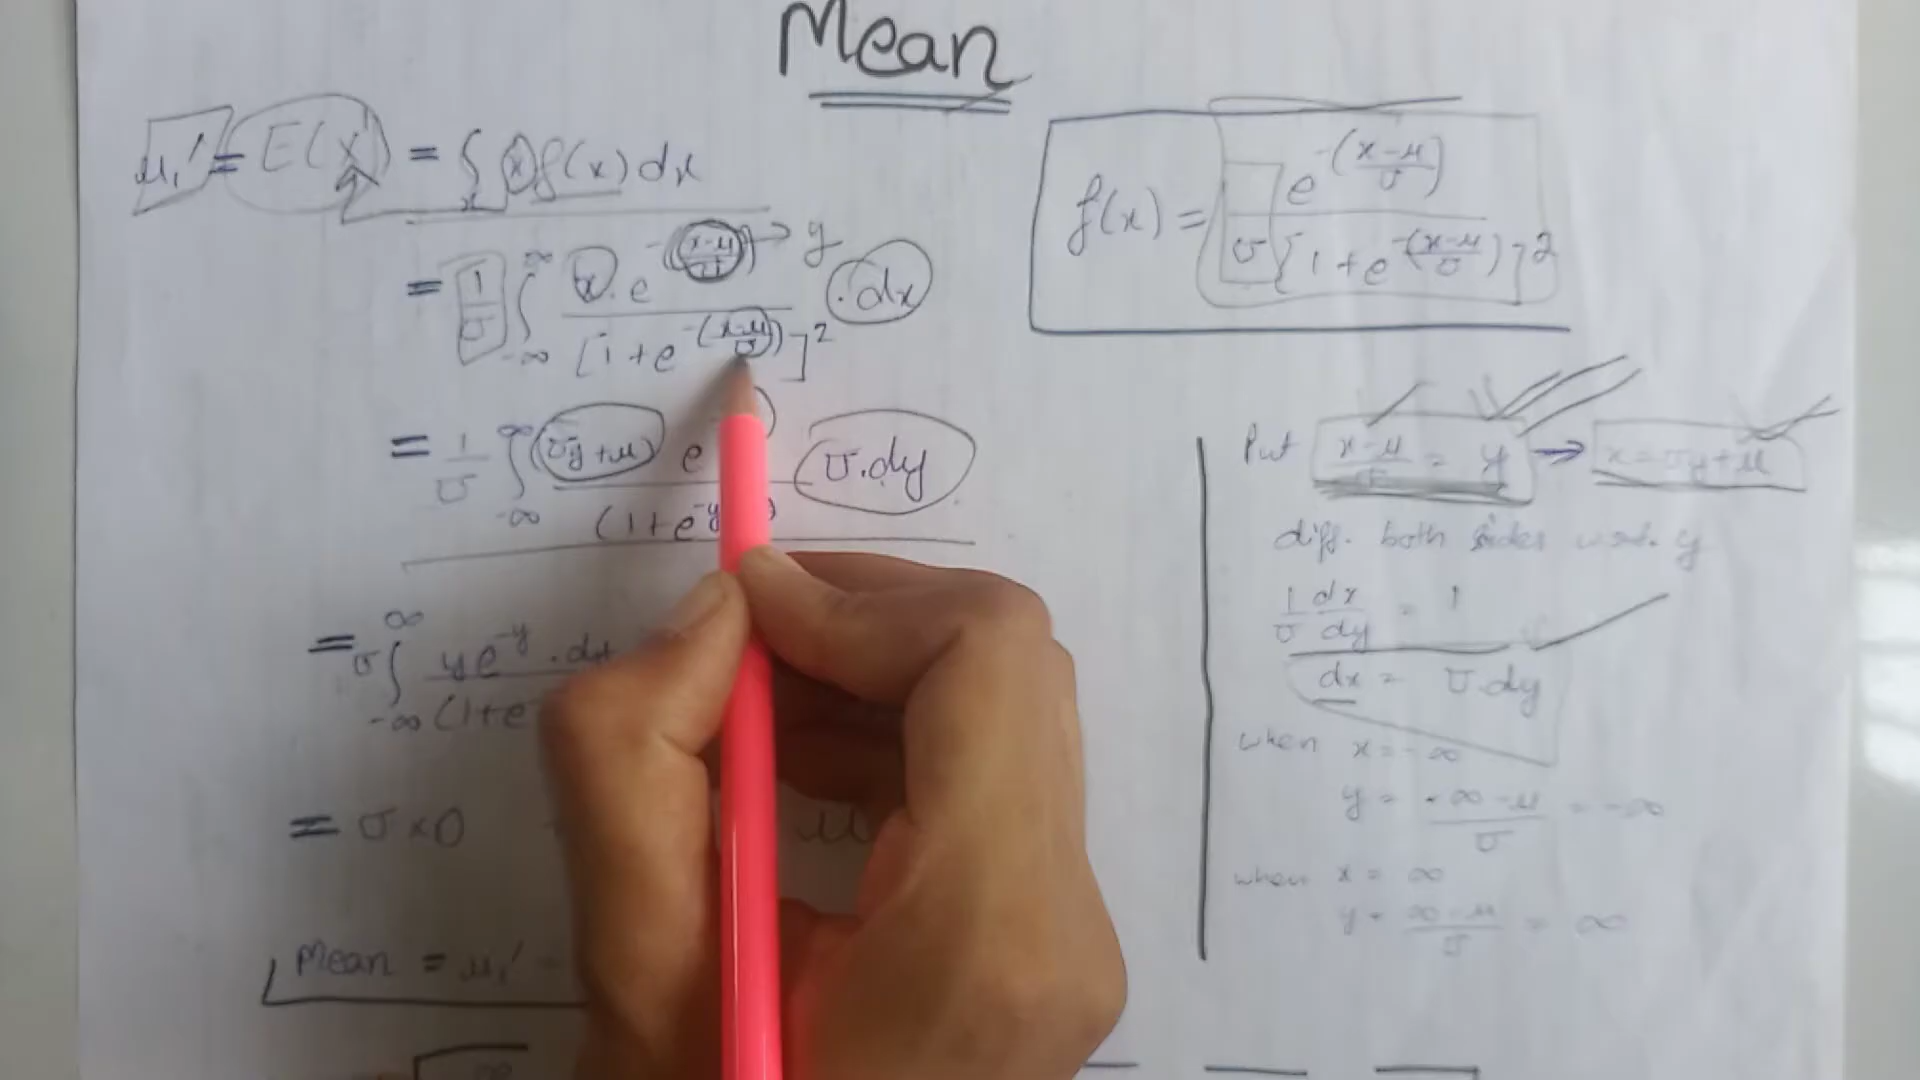 Mean
μ₁' = E(x) = ∫ₓ x f(x) dx
f(x) = e^-(x-μ/σ) / σ[1+e^-(x-μ/σ)]²
= 1/σ ∫_-∞^∞ x.e^-(x-μ/σ) → y / [1+e^-(x-μ/σ)]² .dx
= 1/σ ∫_-∞^∞ (σy+μ) e / (1+e^-y σ.dy
= σ ∫_-∞^∞ ye^-y . / (1+e
= σ×0 μ
Mean = μ₁'
∞
Put x-μ/σ = y → x = σy+μ
diff. both sides w.r.t. y
1/σ dx/dy = 1
dx = σ.dy
when x = -∞
y = -∞-μ/σ = -∞
when x = ∞
y = ∞-μ/σ = ∞